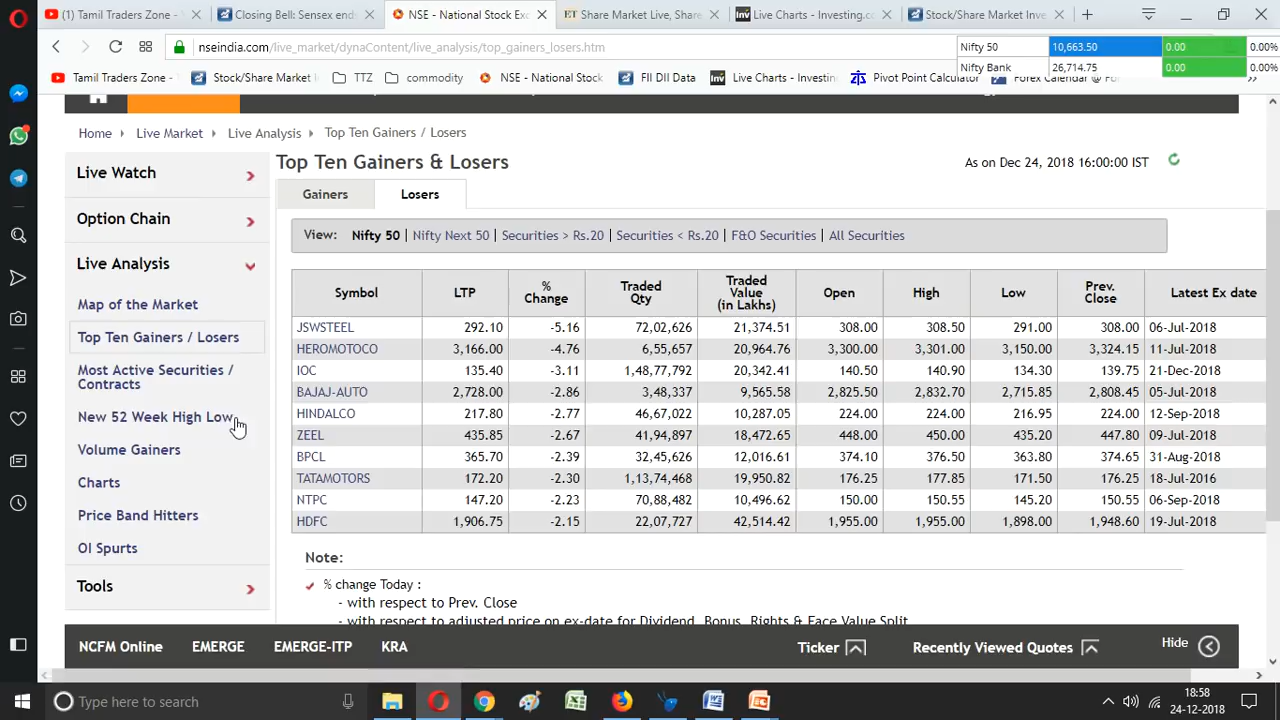 Tamil Traders Zone - Y
Closing Bell: Sensex end
NSE - National Stock Exc
Share Market Live, Share
Live Charts - Investing.co
Stock/Share Market Inve
nseindia.com/live_market/dynaContent/live_analysis/top_gainers_losers.htm
Nifty 50 10,663.50 0.00 0.00%
Nifty Bank 26,714.75 0.00 0.00%
Tamil Traders Zone -
Stock/Share Market I
TTZ
commodity
NSE - National Stock
FII DII Data
Live Charts - Investin
Pivot Point Calculator
Forex Calendar @
Home Live Market Live Analysis Top Ten Gainers / Losers
Live Watch
Option Chain
Live Analysis
Map of the Market
Top Ten Gainers / Losers
Most Active Securities /
Contracts
New 52 Week High Low
Volume Gainers
Charts
Price Band Hitters
OI Spurts
Tools
Top Ten Gainers & Losers
As on Dec 24, 2018 16:00:00 IST
Gainers Losers
View: Nifty 50 | Nifty Next 50 | Securities > Rs.20 | Securities < Rs.20 | F&O Securities | All Securities
Symbol LTP % Change Traded Qty Traded Value (in Lakhs) Open High Low Prev. Close Latest Ex date
JSWSTEEL 292.10 -5.16 72,02,626 21,374.51 308.00 308.50 291.00 308.00 06-Jul-2018
HEROMOTOCO 3,166.00 -4.76 6,55,657 20,964.76 3,300.00 3,301.00 3,150.00 3,324.15 11-Jul-2018
IOC 135.40 -3.11 1,48,77,792 20,342.41 140.50 140.90 134.30 139.75 21-Dec-2018
BAJAJ-AUTO 2,728.00 -2.86 3,48,337 9,565.58 2,825.50 2,832.70 2,715.85 2,808.45 05-Jul-2018
HINDALCO 217.80 -2.77 46,67,022 10,287.05 224.00 224.00 216.95 224.00 12-Sep-2018
ZEEL 435.85 -2.67 41,94,897 18,472.65 448.00 450.00 435.20 447.80 09-Jul-2018
BPCL 365.70 -2.39 32,45,626 12,016.61 374.10 376.50 363.80 374.65 31-Aug-2018
TATAMOTORS 172.20 -2.30 1,13,74,468 19,950.82 176.25 177.85 171.50 176.25 18-Jul-2016
NTPC 147.20 -2.23 70,88,482 10,496.62 150.00 150.55 145.20 150.55 06-Sep-2018
HDFC 1,906.75 -2.15 22,07,727 42,514.42 1,955.00 1,955.00 1,898.00 1,948.60 19-Jul-2018
Note:
% change Today :
- with respect to Prev. Close
- with respect to adjusted price on ex-date for Dividend, Bonus, Rights & Face Value Split
NCFM Online EMERGE EMERGE-ITP KRA Ticker Recently Viewed Quotes Hide
Type here to search
18:58
24-12-2018